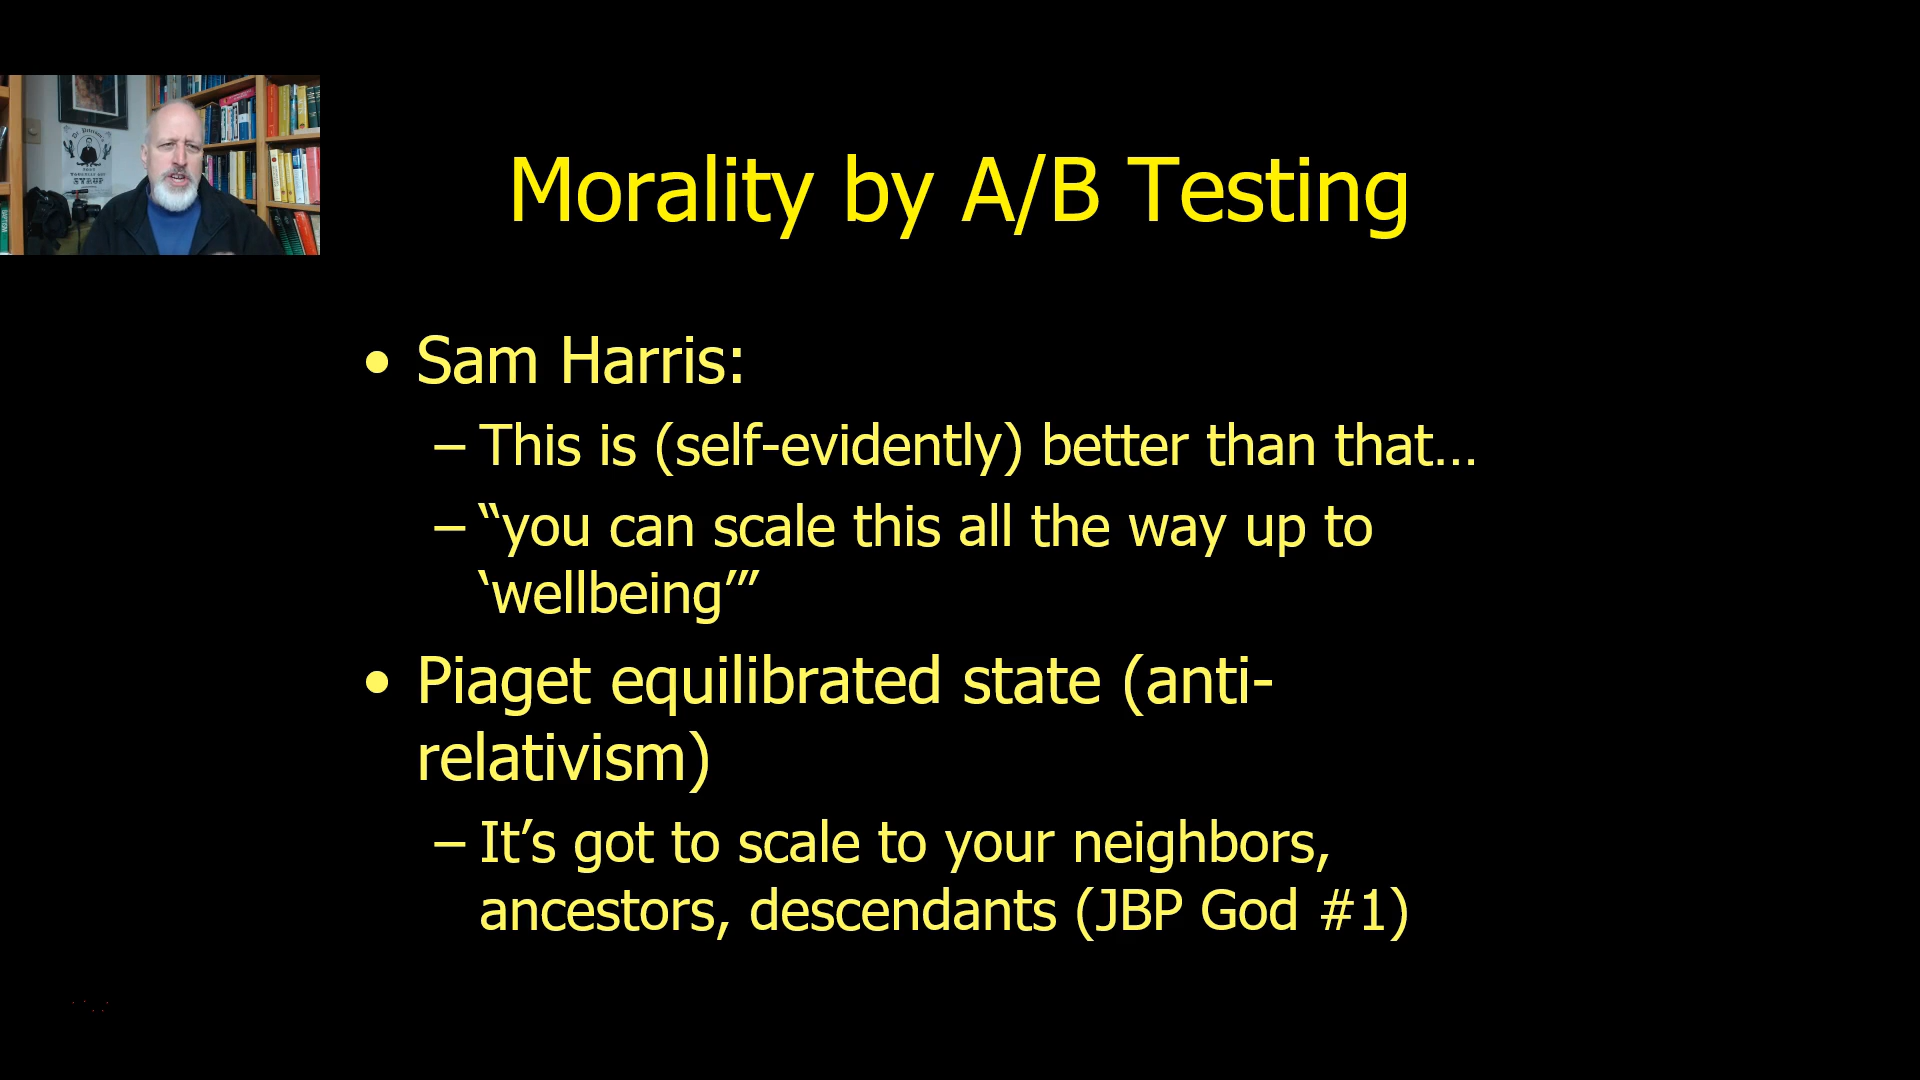 Morality by A/B Testing
• Sam Harris:
– This is (self-evidently) better than that…
– “you can scale this all the way up to
‘wellbeing’”
• Piaget equilibrated state (anti-
relativism)
– It’s got to scale to your neighbors,
ancestors, descendants (JBP God #1)
SYRUP